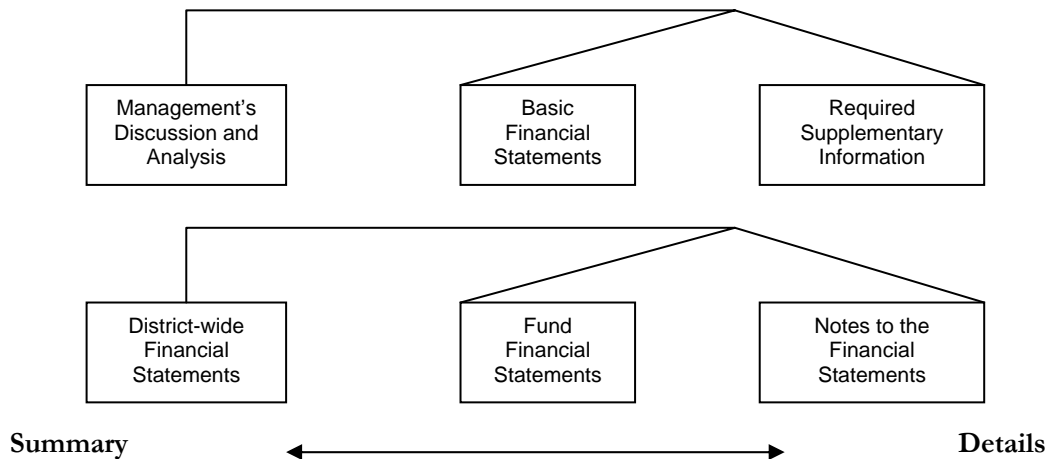 Management’s
Discussion and
Analysis
Basic
Financial
Statements
Required
Supplementary
Information
District-wide
Financial
Statements
Fund
Financial
Statements
Notes to the
Financial
Statements
Summary
Details